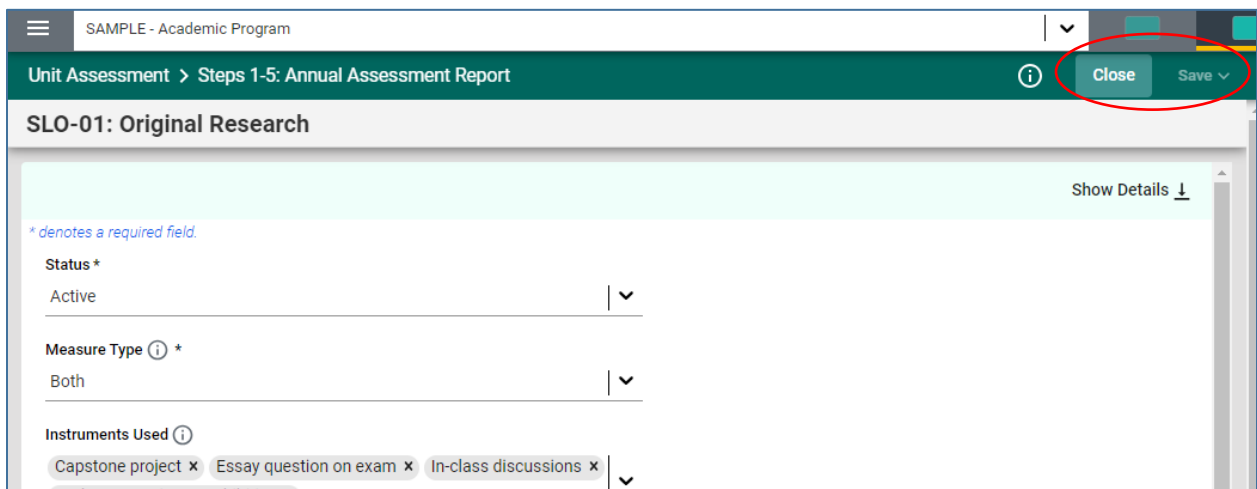 SAMPLE - Academic Program
Unit Assessment > Steps 1-5: Annual Assessment Report
Close
Save
SLO-01: Original Research
Show Details
* denotes a required field.
Status *
Active
Measure Type *
Both
Instruments Used
Capstone project x Essay question on exam x In-class discussions x